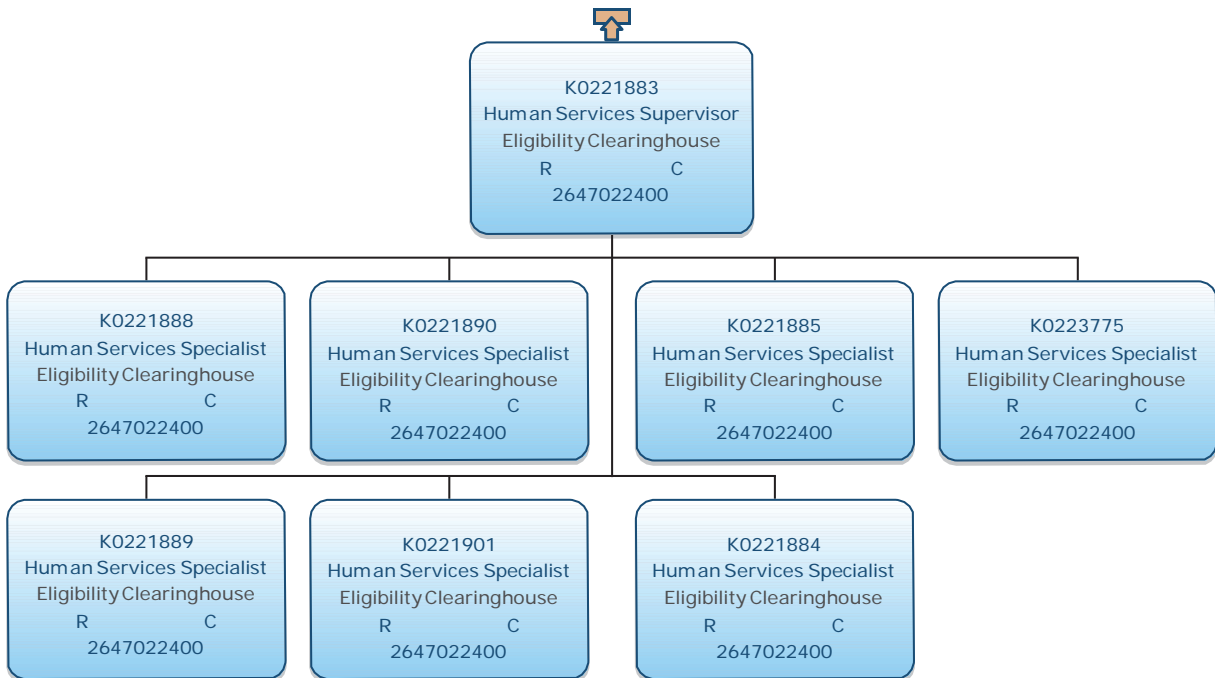 K0221883
Human Services Supervisor
Eligibility Clearinghouse
R C
2647022400
K0221888
Human Services Specialist
Eligibility Clearinghouse
R C
2647022400
K0221890
Human Services Specialist
Eligibility Clearinghouse
R C
2647022400
K0221885
Human Services Specialist
Eligibility Clearinghouse
R C
2647022400
K0223775
Human Services Specialist
Eligibility Clearinghouse
R C
2647022400
K0221889
Human Services Specialist
Eligibility Clearinghouse
R C
2647022400
K0221901
Human Services Specialist
Eligibility Clearinghouse
R C
2647022400
K0221884
Human Services Specialist
Eligibility Clearinghouse
R C
2647022400